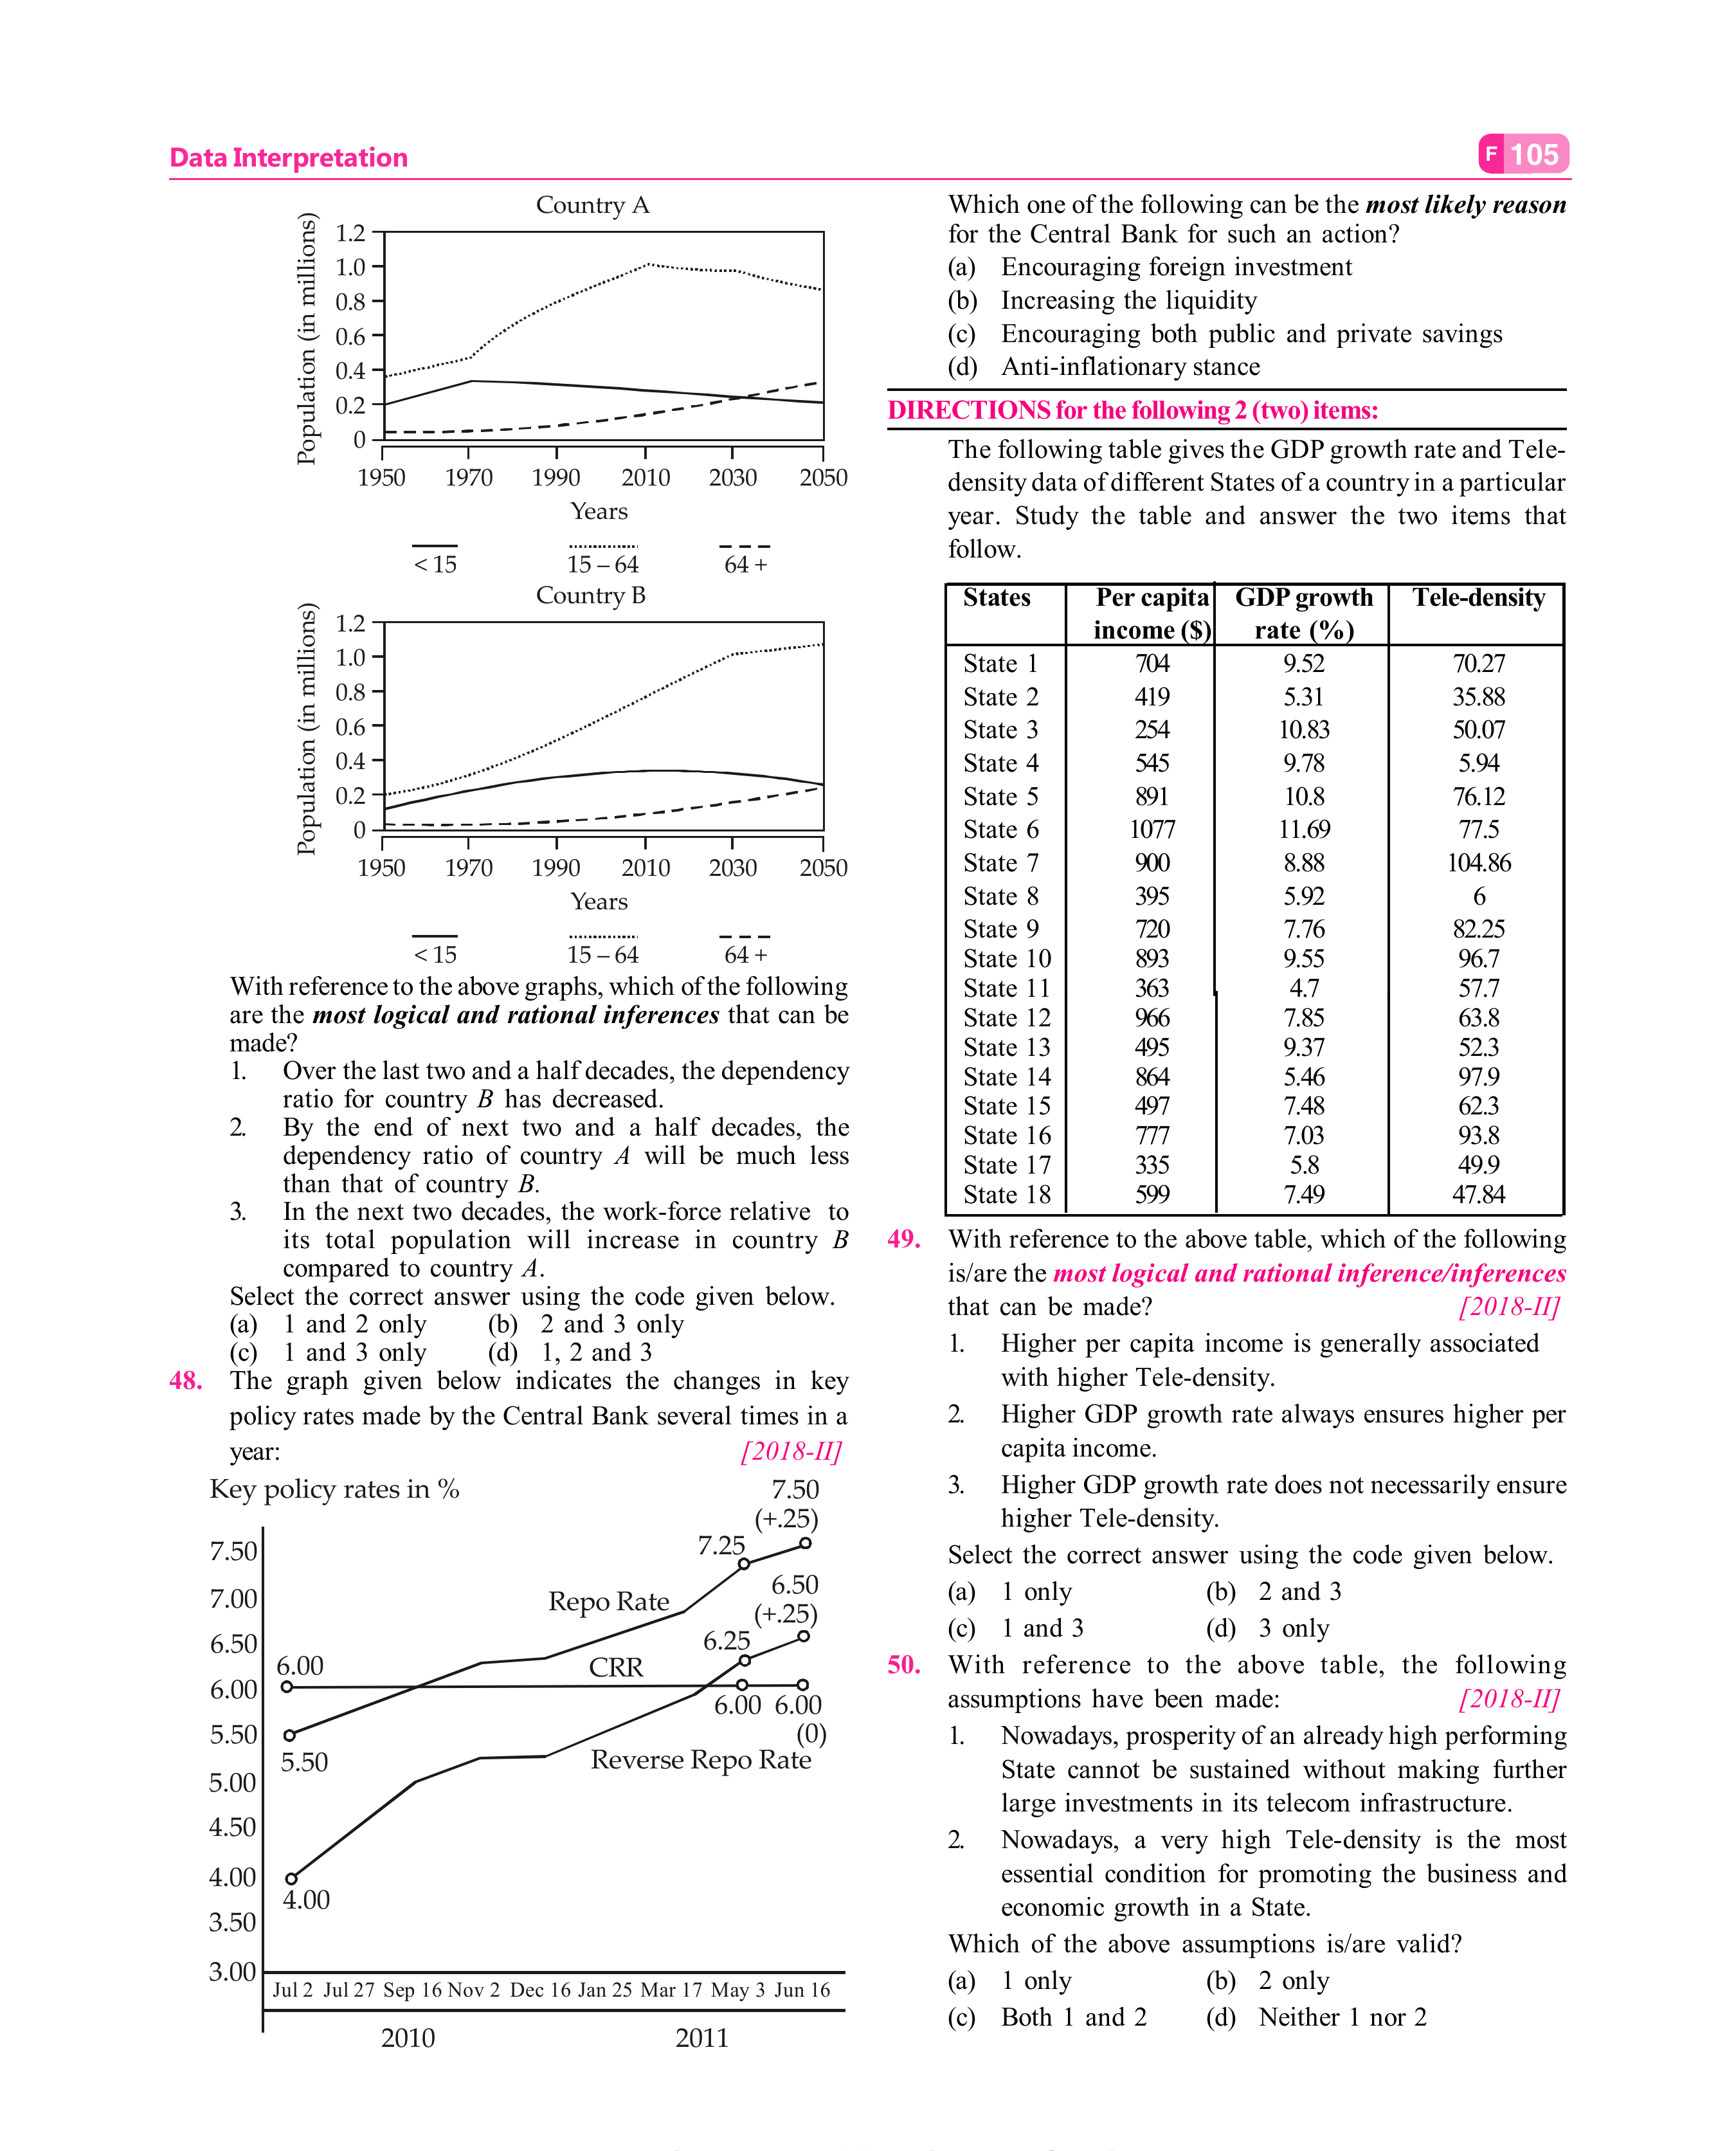 Data Interpretation
F 105
Country A
Population (in millions)
1.2
1.0
0.8
0.6
0.4
0.2
0
1950 1970 1990 2010 2030 2050
Years
< 15 15 – 64 64 +
Country B
Population (in millions)
1.2
1.0
0.8
0.6
0.4
0.2
0
1950 1970 1990 2010 2030 2050
Years
< 15 15 – 64 64 +
With reference to the above graphs, which of the following
are the most logical and rational inferences that can be
made?
1. Over the last two and a half decades, the dependency
ratio for country B has decreased.
2. By the end of next two and a half decades, the
dependency ratio of country A will be much less
than that of country B.
3. In the next two decades, the work-force relative to
its total population will increase in country B
compared to country A.
Select the correct answer using the code given below.
(a) 1 and 2 only (b) 2 and 3 only
(c) 1 and 3 only (d) 1, 2 and 3
48. The graph given below indicates the changes in key
policy rates made by the Central Bank several times in a
year: [2018-II]
Key policy rates in %
7.50
(+.25)
7.50
7.25
7.00
Repo Rate
6.50
(+.25)
6.50
6.25
6.00
CRR
6.00
6.00 6.00
(0)
5.50
5.50
Reverse Repo Rate
5.00
4.50
4.00
4.00
3.50
3.00
Jul 2 Jul 27 Sep 16 Nov 2 Dec 16 Jan 25 Mar 17 May 3 Jun 16
2010 2011
Which one of the following can be the most likely reason
for the Central Bank for such an action?
(a) Encouraging foreign investment
(b) Increasing the liquidity
(c) Encouraging both public and private savings
(d) Anti-inflationary stance
DIRECTIONS for the following 2 (two) items:
The following table gives the GDP growth rate and Tele-
density data of different States of a country in a particular
year. Study the table and answer the two items that
follow.
States Per capita GDP growth Tele-density
income ($) rate (%)
State 1 704 9.52 70.27
State 2 419 5.31 35.88
State 3 254 10.83 50.07
State 4 545 9.78 5.94
State 5 891 10.8 76.12
State 6 1077 11.69 77.5
State 7 900 8.88 104.86
State 8 395 5.92 6
State 9 720 7.76 82.25
State 10 893 9.55 96.7
State 11 363 4.7 57.7
State 12 966 7.85 63.8
State 13 495 9.37 52.3
State 14 864 5.46 97.9
State 15 497 7.48 62.3
State 16 777 7.03 93.8
State 17 335 5.8 49.9
State 18 599 7.49 47.84
49. With reference to the above table, which of the following
is/are the most logical and rational inference/inferences
that can be made? [2018-II]
1. Higher per capita income is generally associated
with higher Tele-density.
2. Higher GDP growth rate always ensures higher per
capita income.
3. Higher GDP growth rate does not necessarily ensure
higher Tele-density.
Select the correct answer using the code given below.
(a) 1 only (b) 2 and 3
(c) 1 and 3 (d) 3 only
50. With reference to the above table, the following
assumptions have been made: [2018-II]
1. Nowadays, prosperity of an already high performing
State cannot be sustained without making further
large investments in its telecom infrastructure.
2. Nowadays, a very high Tele-density is the most
essential condition for promoting the business and
economic growth in a State.
Which of the above assumptions is/are valid?
(a) 1 only (b) 2 only
(c) Both 1 and 2 (d) Neither 1 nor 2